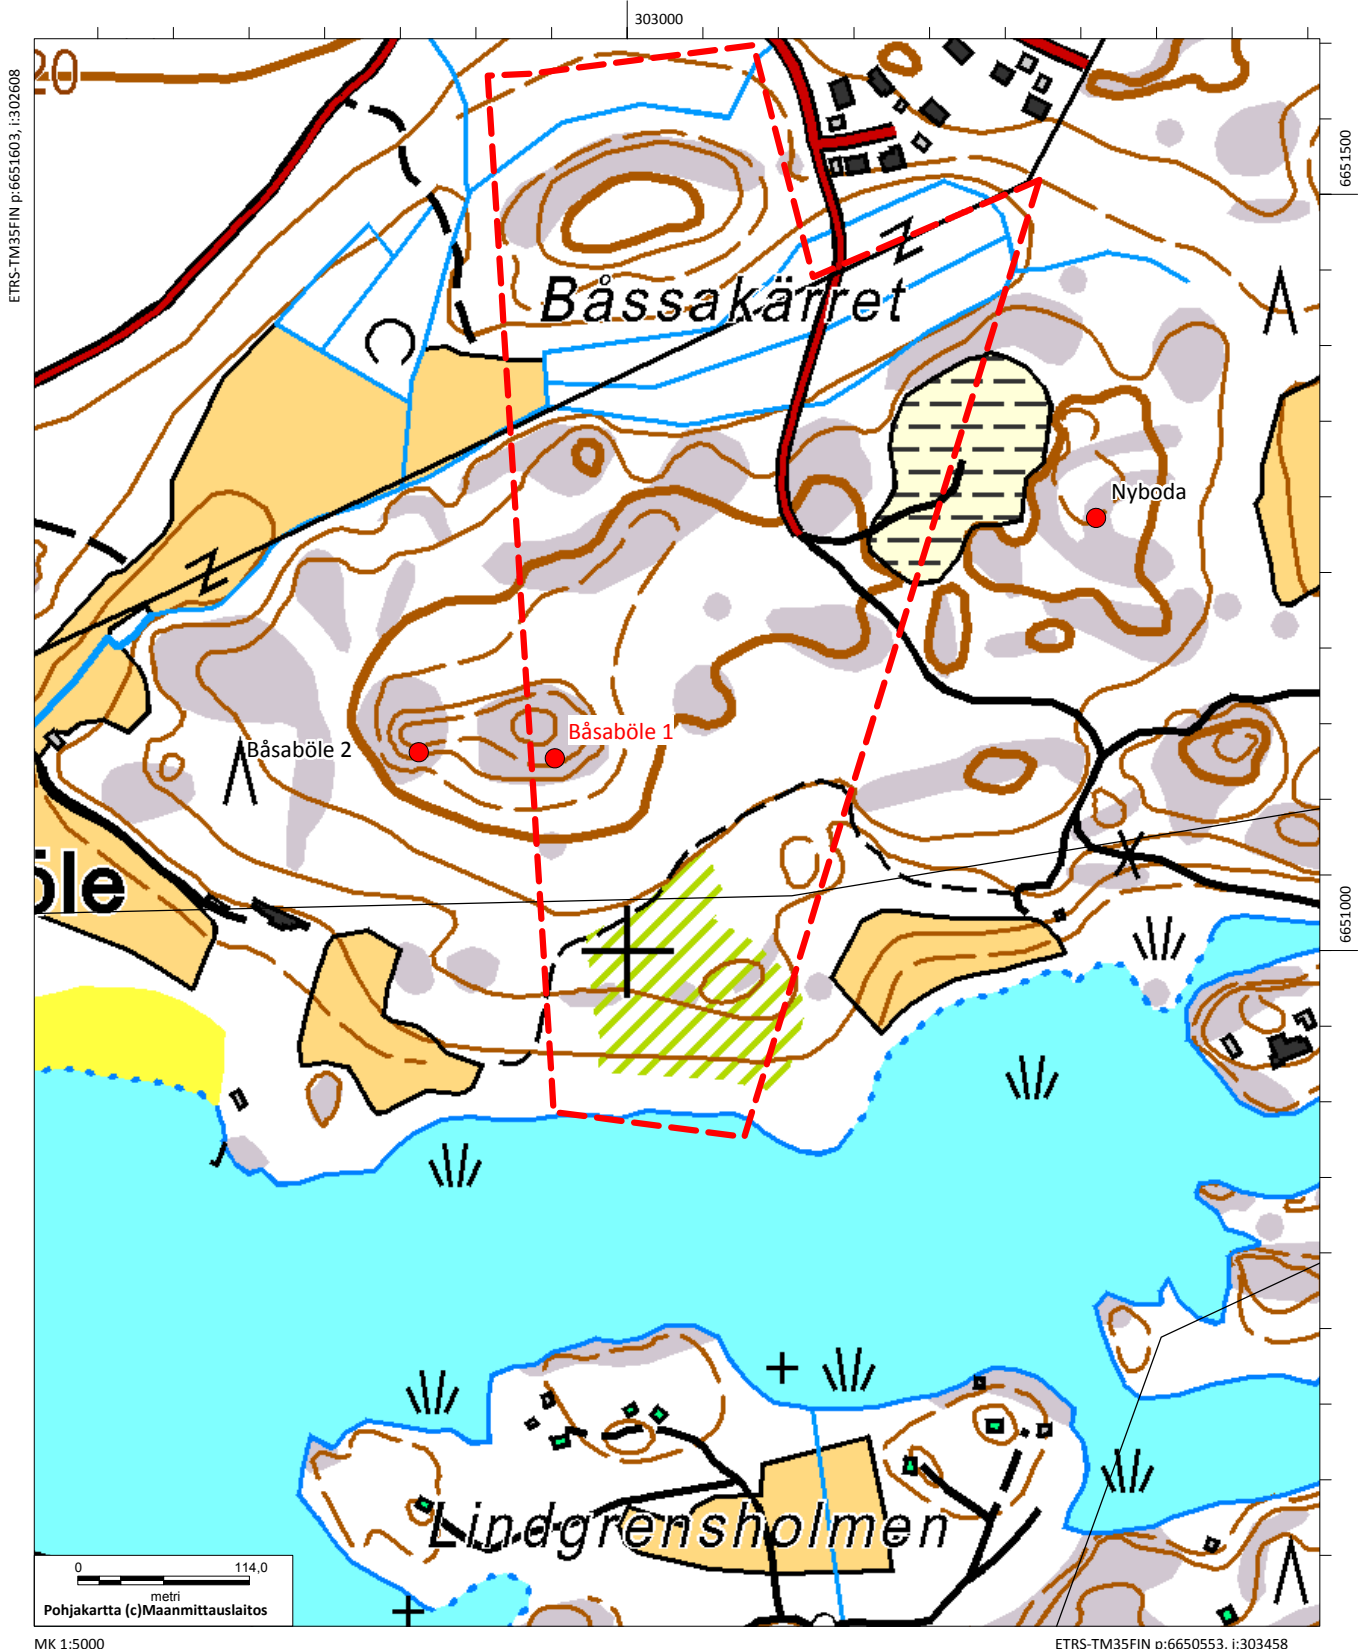 303000
20
ETRS-TM35FIN p:6651603, i:302608
6651500
Båssakärret
Nyboda
Båsaböle 1
Båsaböle 2
öle
6651000
Lindgrensholmen
0 114,0
metri
Pohjakartta (c)Maanmittauslaitos
MK 1:5000
ETRS-TM35FIN p:6650553, i:303458